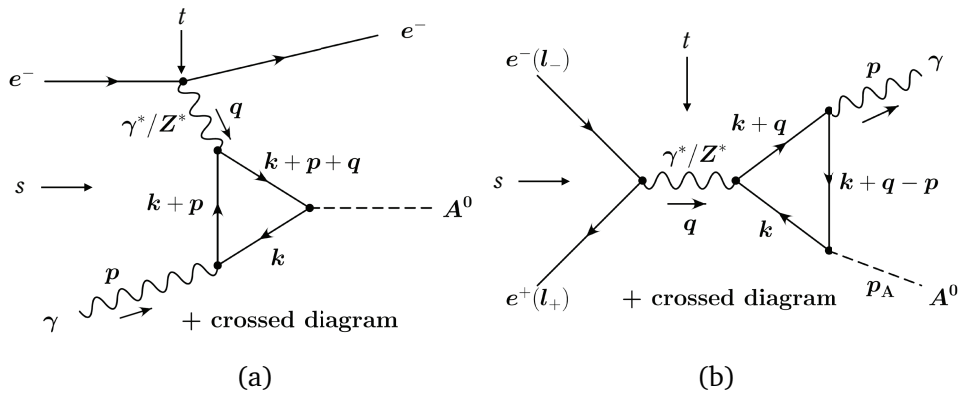 t
e⁻
e⁻
γ*/Z*
q
k + p + q
s
k + p
A⁰
k
p
γ
+ crossed diagram
(a)
e⁻(l₋)
t
p
γ
k + q
γ*/Z*
s
k + q − p
q
k
e⁺(l₊)
+ crossed diagram
p_A
A⁰
(b)